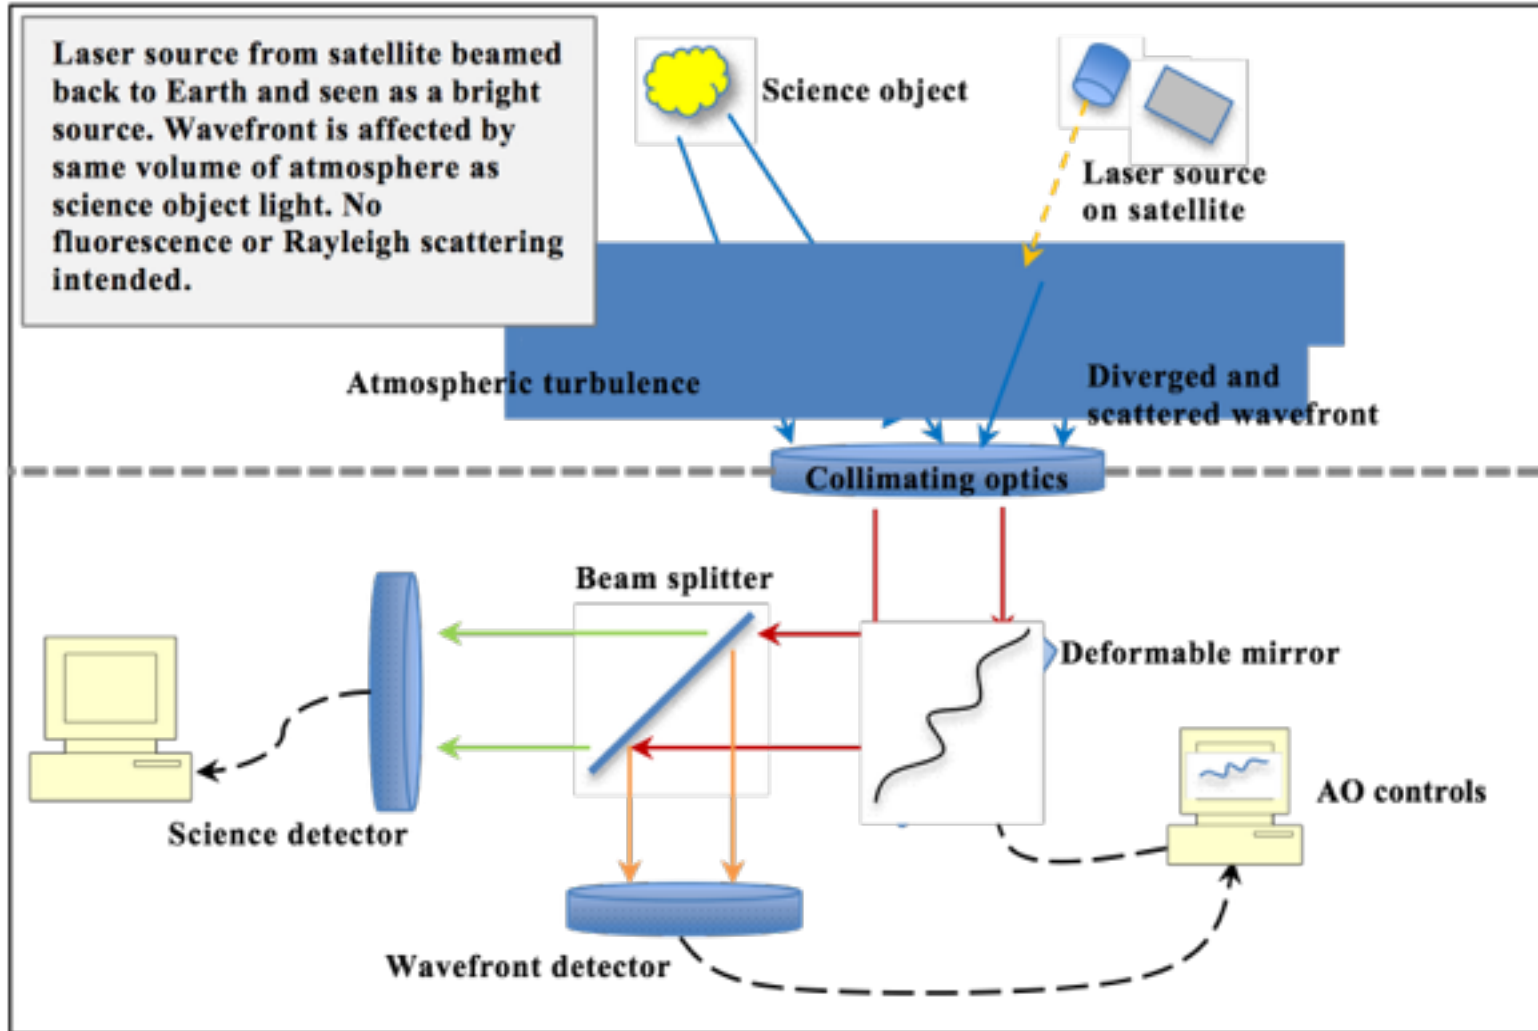 Laser source from satellite beamed
back to Earth and seen as a bright
source. Wavefront is affected by
same volume of atmosphere as
science object light. No
fluorescence or Rayleigh scattering
intended.
Science object
Laser source
on satellite
Atmospheric turbulence
Diverged and
scattered wavefront
Collimating optics
Beam splitter
Deformable mirror
AO controls
Science detector
Wavefront detector